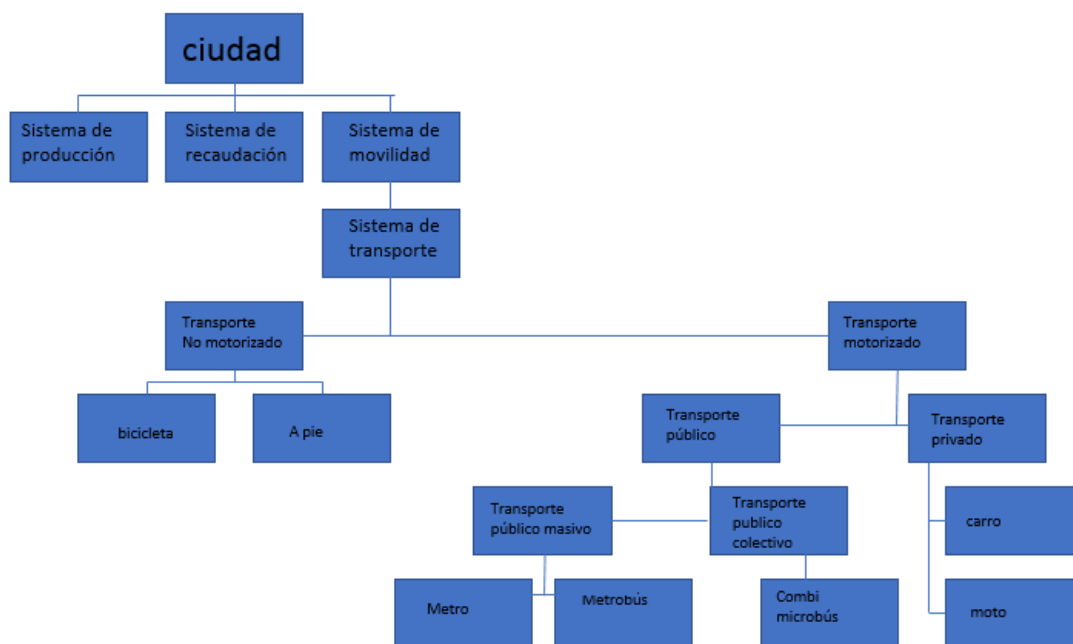 ciudad
Sistema de
producción
Sistema de
recaudación
Sistema de
movilidad
Sistema de
transporte
Transporte
No motorizado
Transporte
motorizado
bicicleta
A pie
Transporte
público
Transporte
privado
Transporte
público masivo
Transporte
publico
colectivo
carro
Metro
Metrobús
Combi
microbús
moto